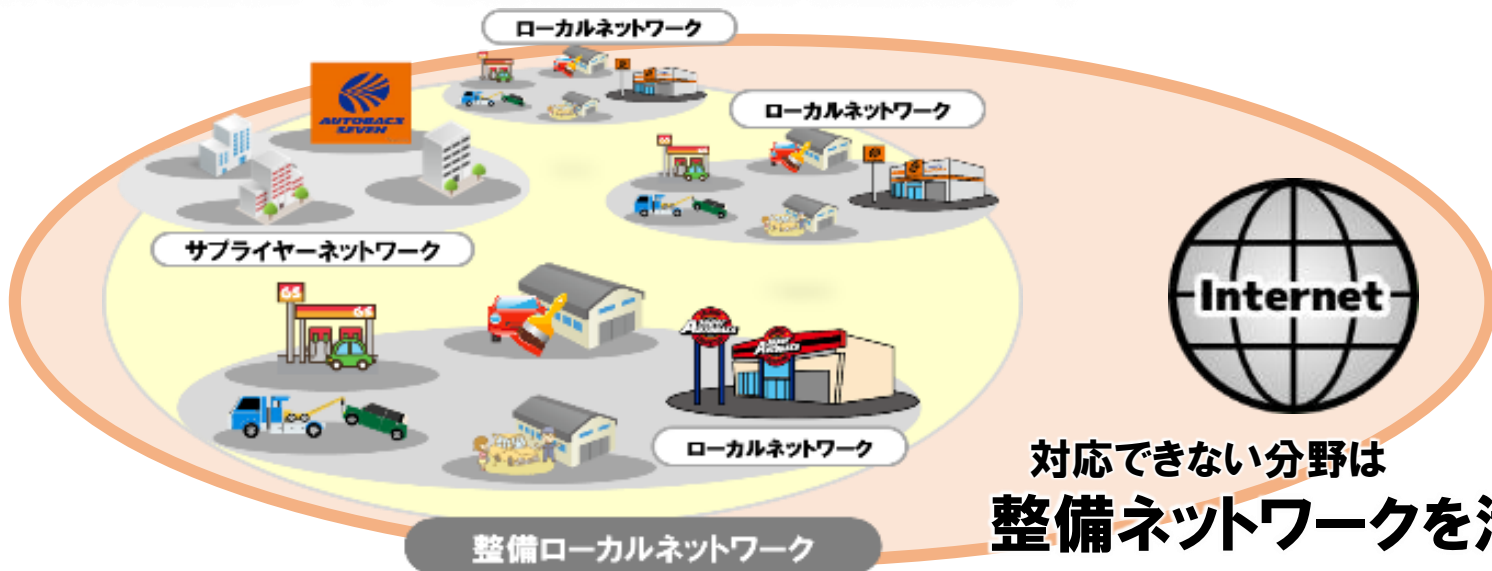 ローカルネットワーク
AUTOBACS
SEVEN
ローカルネットワーク
サプライヤーネットワーク
GS
GS
Internet
ローカルネットワーク
対応できない分野は
整備ネットワークを
整備ローカルネットワーク